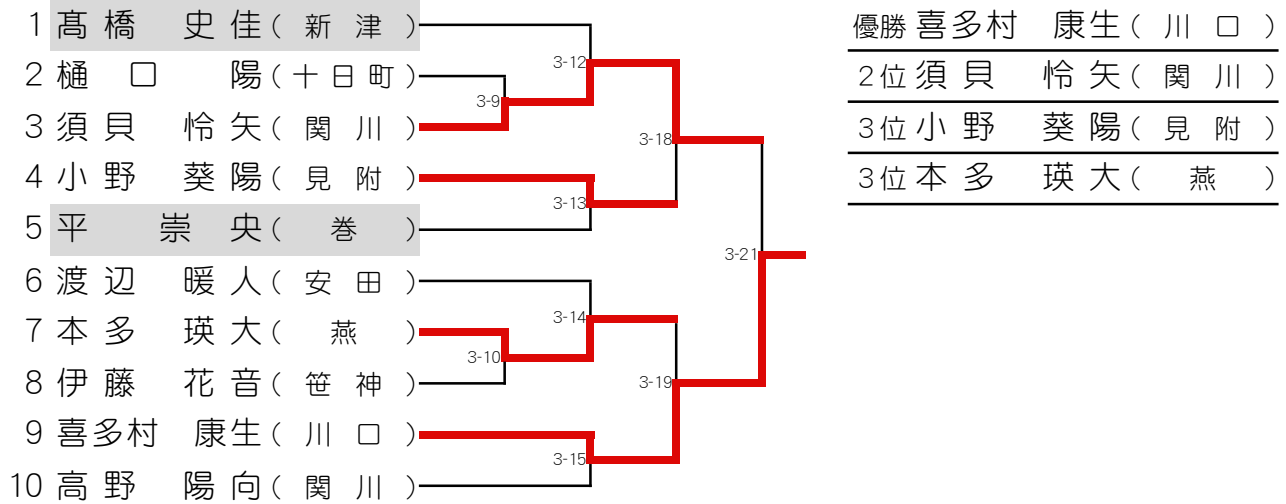 1 髙橋 史佳(新津)
2 樋口 陽(十日町)
3 須貝 怜矢(関川)
4 小野 葵陽(見附)
5 平 崇央(巻)
6 渡辺 暖人(安田)
7 本多 瑛大(燕)
8 伊藤 花音(笹神)
9 喜多村 康生(川口)
10 高野 陽向(関川)
3-9
3-10
3-12
3-13
3-14
3-15
3-18
3-19
3-21
優勝 喜多村 康生(川口)
2位 須貝 怜矢(関川)
3位 小野 葵陽(見附)
3位 本多 瑛大(燕)